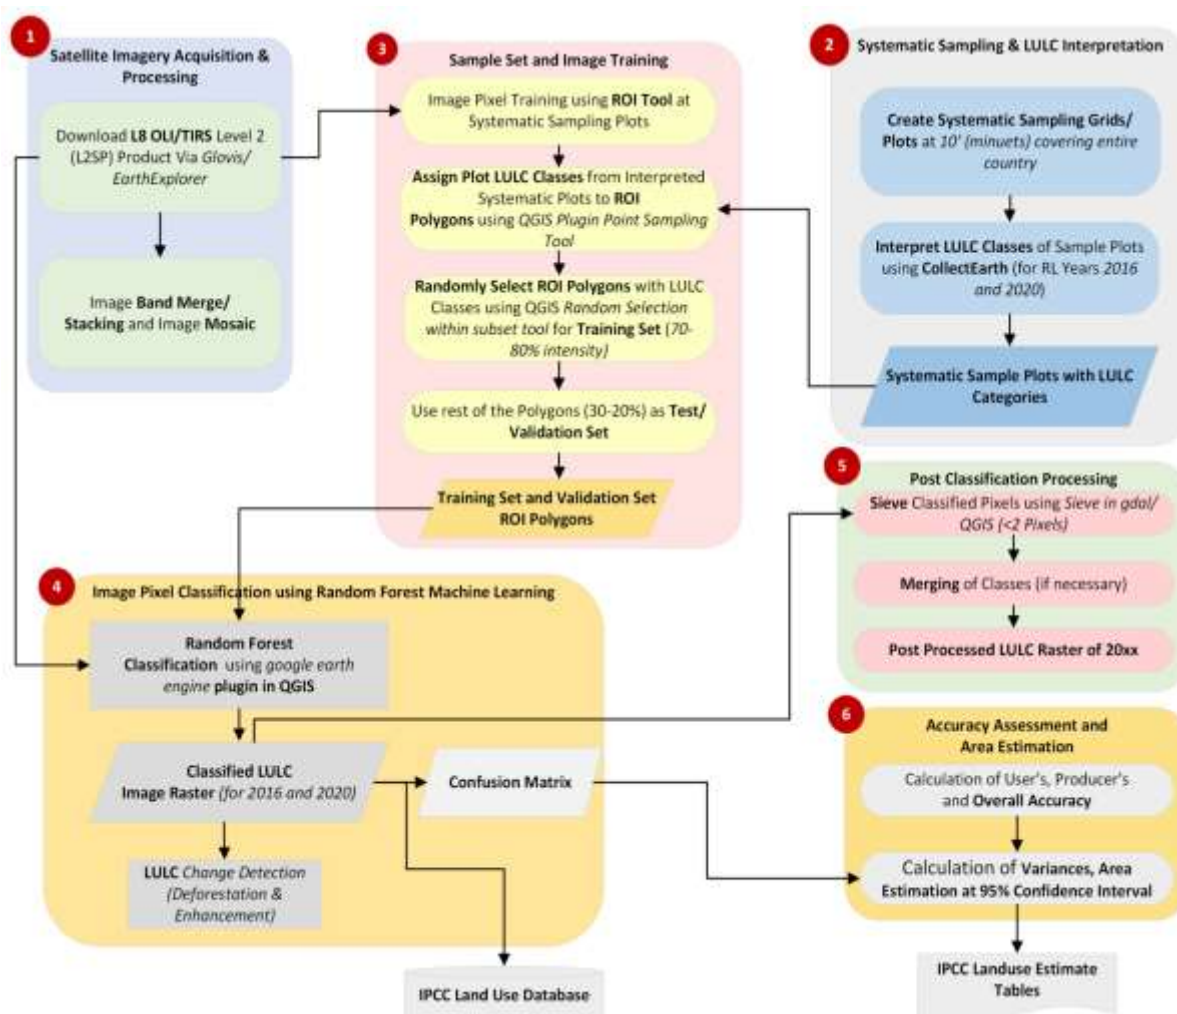 1
Satellite Imagery Acquisition &
Processing
Download L8 OLI/TIRS Level 2
(L2SP) Product Via Glovis/
EarthExplorer
Image Band Merge/
Stacking and Image Mosaic
3
Sample Set and Image Training
Image Pixel Training using ROI Tool at
Systematic Sampling Plots
Assign Plot LULC Classes from Interpreted
Systematic Plots to ROI
Polygons using QGIS Plugin Point Sampling
Tool
Randomly Select ROI Polygons with LULC
Classes using QGIS Random Selection
within subset tool for Training Set (70-
80% intensity)
Use rest of the Polygons (30-20%) as Test/
Validation Set
Training Set and Validation Set
ROI Polygons
2
Systematic Sampling & LULC Interpretation
Create Systematic Sampling Grids/
Plots at 10' (minuets) covering entire
country
Interpret LULC Classes of Sample Plots
using CollectEarth (for RL Years 2016
and 2020)
Systematic Sample Plots with LULC
Categories
4
Image Pixel Classification using Random Forest Machine Learning
Random Forest
Classification using google earth
engine plugin in QGIS
Classified LULC
Image Raster (for 2016 and 2020)
Confusion Matrix
LULC Change Detection
(Deforestation &
Enhancement)
IPCC Land Use Database
5
Post Classification Processing
Sieve Classified Pixels using Sieve in gdal/
QGIS (<2 Pixels)
Merging of Classes (if necessary)
Post Processed LULC Raster of 20xx
6
Accuracy Assessment and
Area Estimation
Calculation of User's, Producer's
and Overall Accuracy
Calculation of Variances, Area
Estimation at 95% Confidence Interval
IPCC Landuse Estimate
Tables